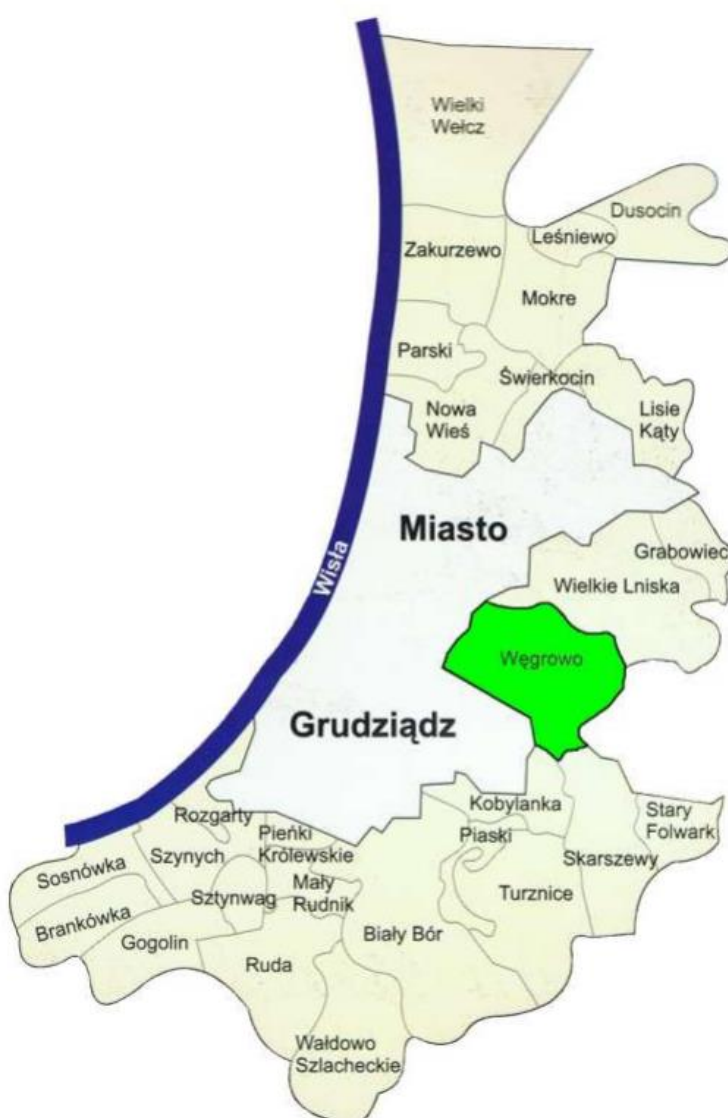 Wielki
Wełcz
Dusocin
Leśniewo
Zakurzewo
Mokre
Parski
Świerkocin
Nowa
Wieś
Lisie
Kąty
Miasto
Grabowiec
Wielkie Lniska
Wisła
Węgrowo
Grudziądz
Kobylanka
Stary
Folwark
Rozgarty
Pieńki
Królewskie
Piaski
Skarszewy
Szynych
Sosnówka
Mały
Rudnik
Sztynwag
Turznice
Brankówka
Gogolin
Biały Bór
Ruda
Wałdowo
Szlacheckie